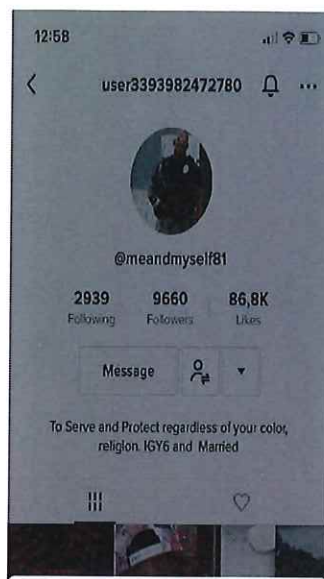 12:58
user3393982472780
@meandmyself81
2939 9660 86,8K
Following Followers Likes
Message
To Serve and Protect regardless of your color,
religion. IGY6 and Married